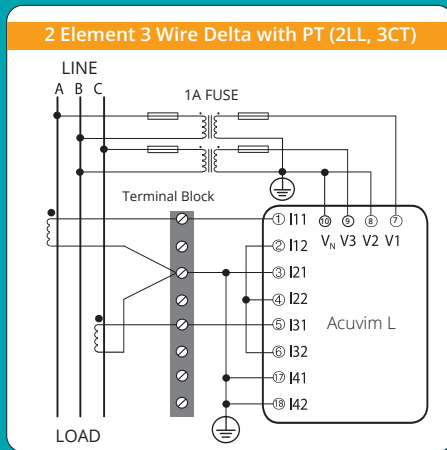 2 Element 3 Wire Delta with PT (2LL, 3CT)
LINE
A B C
1A FUSE
Terminal Block
1 I11
10 9 8 7
VN V3 V2 V1
2 I12
3 I21
4 I22
5 I31
Acuvim L
6 I32
17 I41
18 I42
LOAD